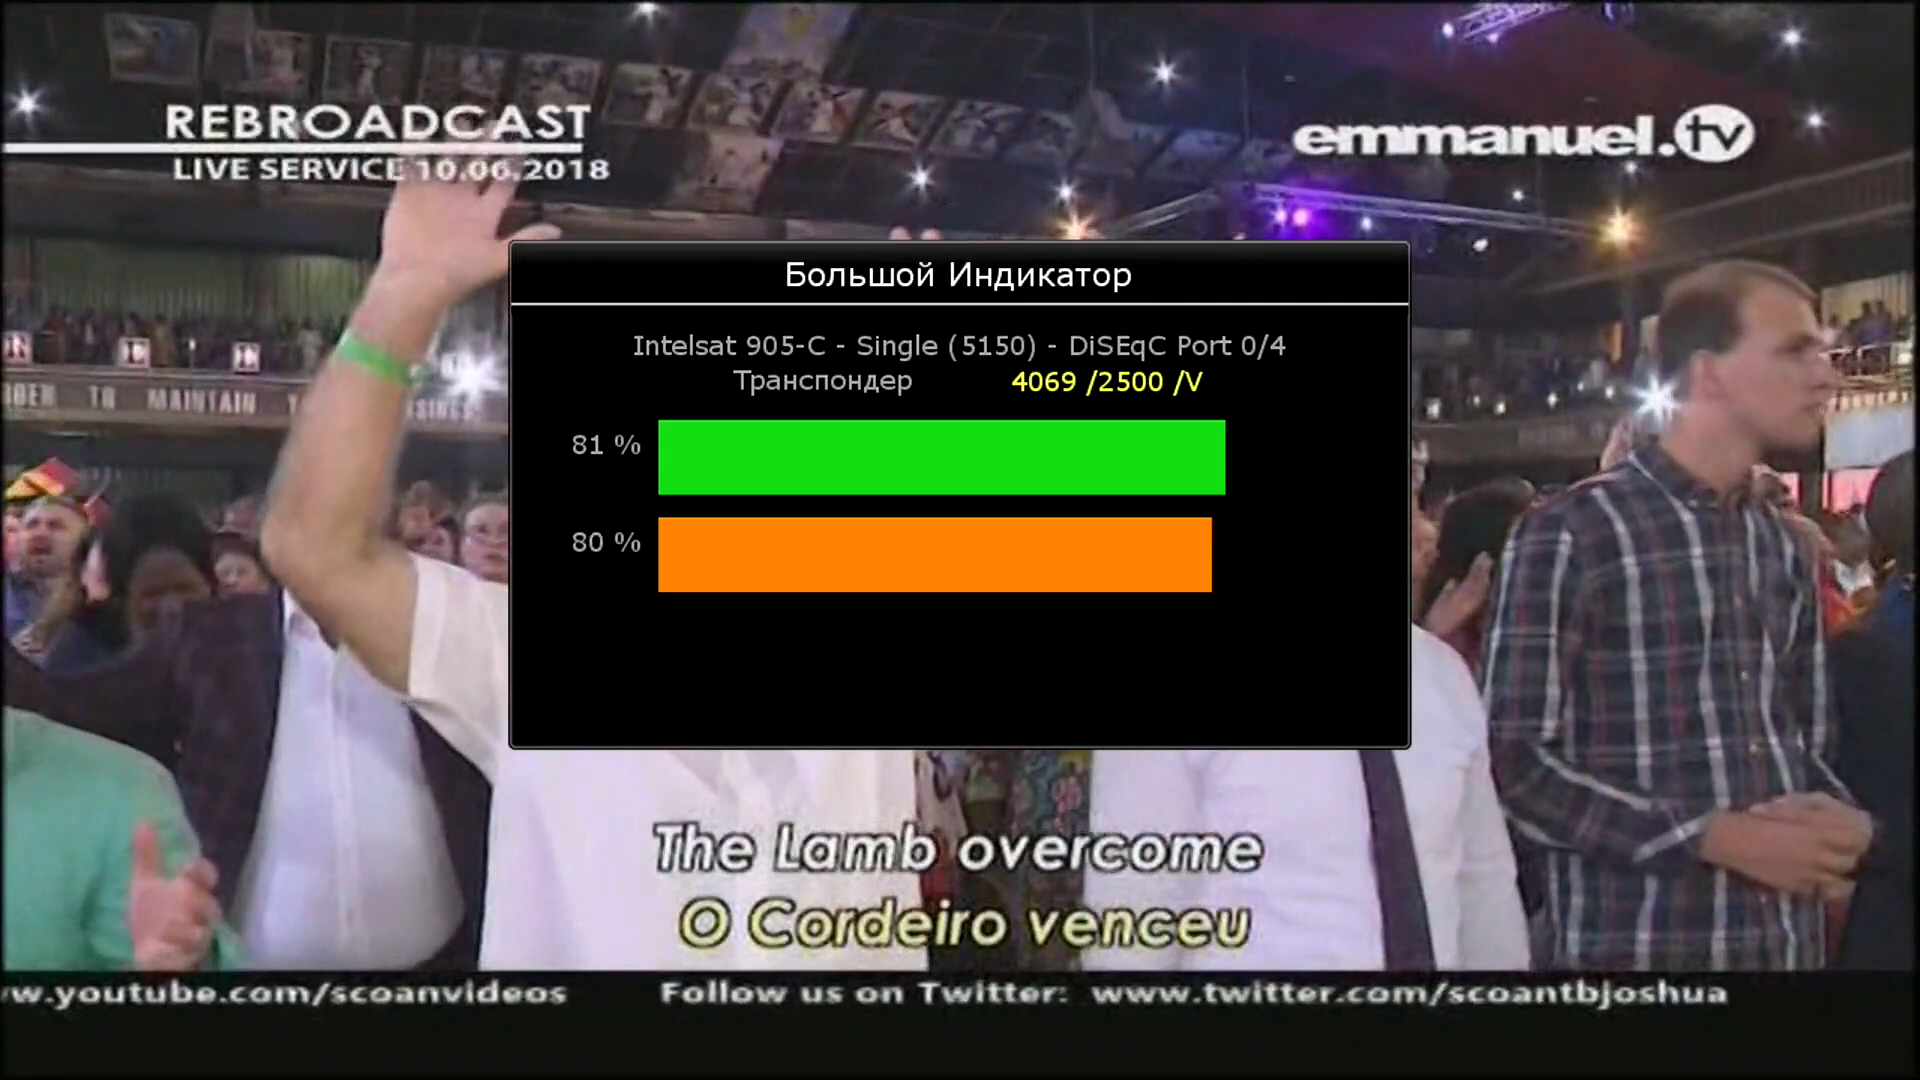 REBROADCAST
LIVE SERVICE 10.06.2018
emmanuel.tv
Большой Индикатор
Intelsat 905-C - Single (5150) - DiSEqC Port 0/4
Транспондер 4069 /2500 /V
81 %
80 %
TO MAINTAIN
The Lamb overcome
O Cordeiro venceu
w.youtube.com/scoanvideos Follow us on Twitter: www.twitter.com/scoantbjoshua